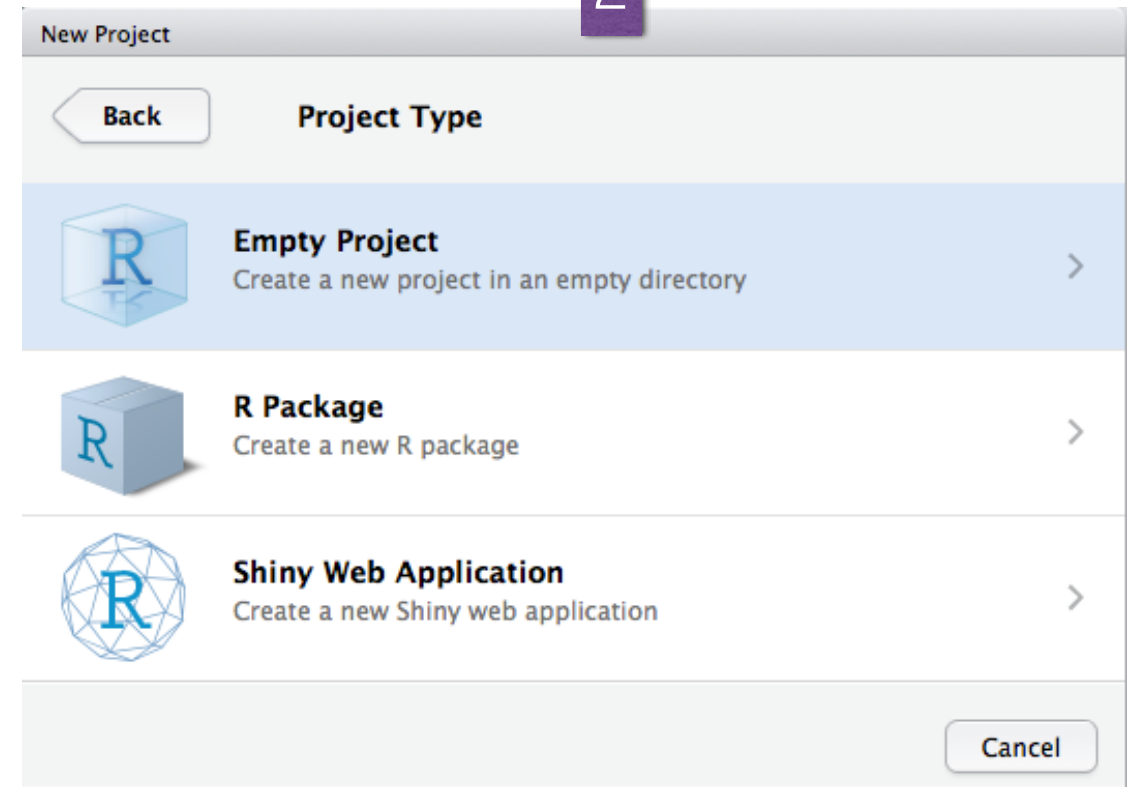 New Project
Back
Project Type
R
Empty Project
Create a new project in an empty directory
R
R Package
Create a new R package
R
Shiny Web Application
Create a new Shiny web application
Cancel